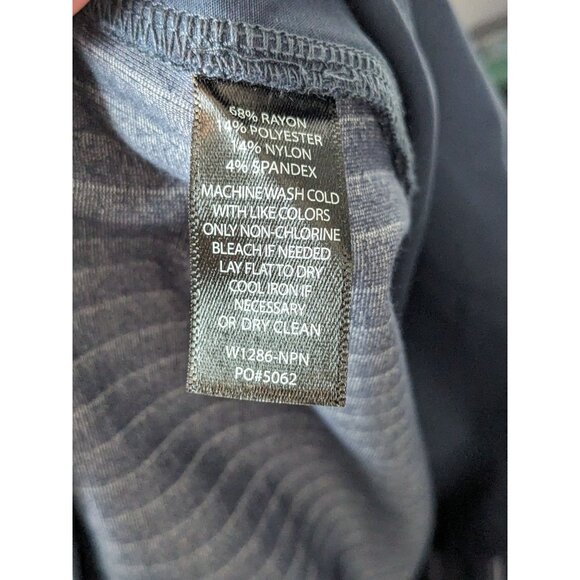 68% RAYON
14% POLYESTER
14% NYLON
4% SPANDEX
MACHINE WASH COLD
WITH LIKE COLORS
ONLY NON-CHLORINE
BLEACH IF NEEDED
LAY FLAT TO DRY
COOL IRON IF
NECESSARY
OR DRY CLEAN
W1286-NPN
PO#5062